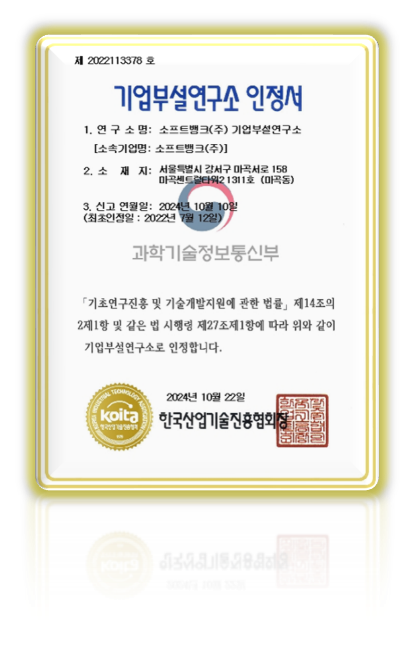 제 2022113378 호
기업부설연구소 인정서
1. 연 구 소 명: 소프트뱅크(주) 기업부설연구소
[소속기업명: 소프트뱅크(주)]
2. 소 재 지: 서울특별시 강서구 마곡서로 158
마곡센트럴타워2 1311호 (마곡동)
3. 신고 연월일: 2024년 10월 10일
(최초인정일 : 2022년 7월 12일)
과학기술정보통신부
「기초연구진흥 및 기술개발지원에 관한 법률」 제14조의
2제1항 및 같은 법 시행령 제27조제1항에 따라 위와 같이
기업부설연구소로 인정합니다.
2024년 10월 22일
koita
한국산업기술진흥협회
한국산업기술진흥협회장